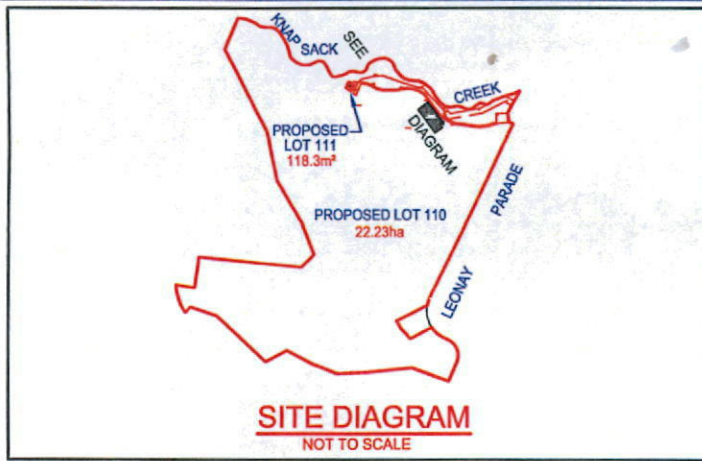 KNAP
SACK
SEE
CREEK
DIAGRAM
PROPOSED
LOT 111
118.3m²
PROPOSED LOT 110
22.23ha
PARADE
LEONAY
SITE DIAGRAM
NOT TO SCALE